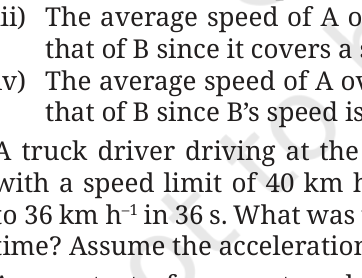 ii) The average speed of A o
that of B since it covers a s
iv) The average speed of A ov
that of B since B's speed is
A truck driver driving at the
with a speed limit of 40 km h
to 36 km h⁻¹ in 36 s. What was
time? Assume the acceleration